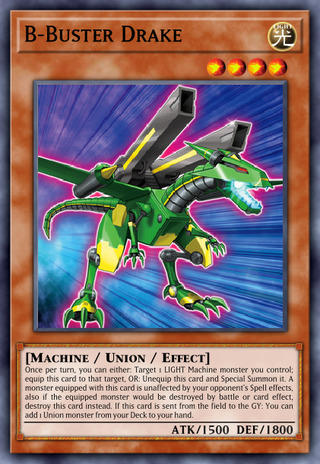 B-Buster Drake
LIGHT
光
[Machine / Union / Effect]
Once per turn, you can either: Target 1 LIGHT Machine monster you control;
equip this card to that target, OR: Unequip this card and Special Summon it. A
monster equipped with this card is unaffected by your opponent's Spell effects,
also if the equipped monster would be destroyed by battle or card effect,
destroy this card instead. If this card is sent from the field to the GY: You can
add 1 Union monster from your Deck to your hand.
ATK/1500 DEF/1800